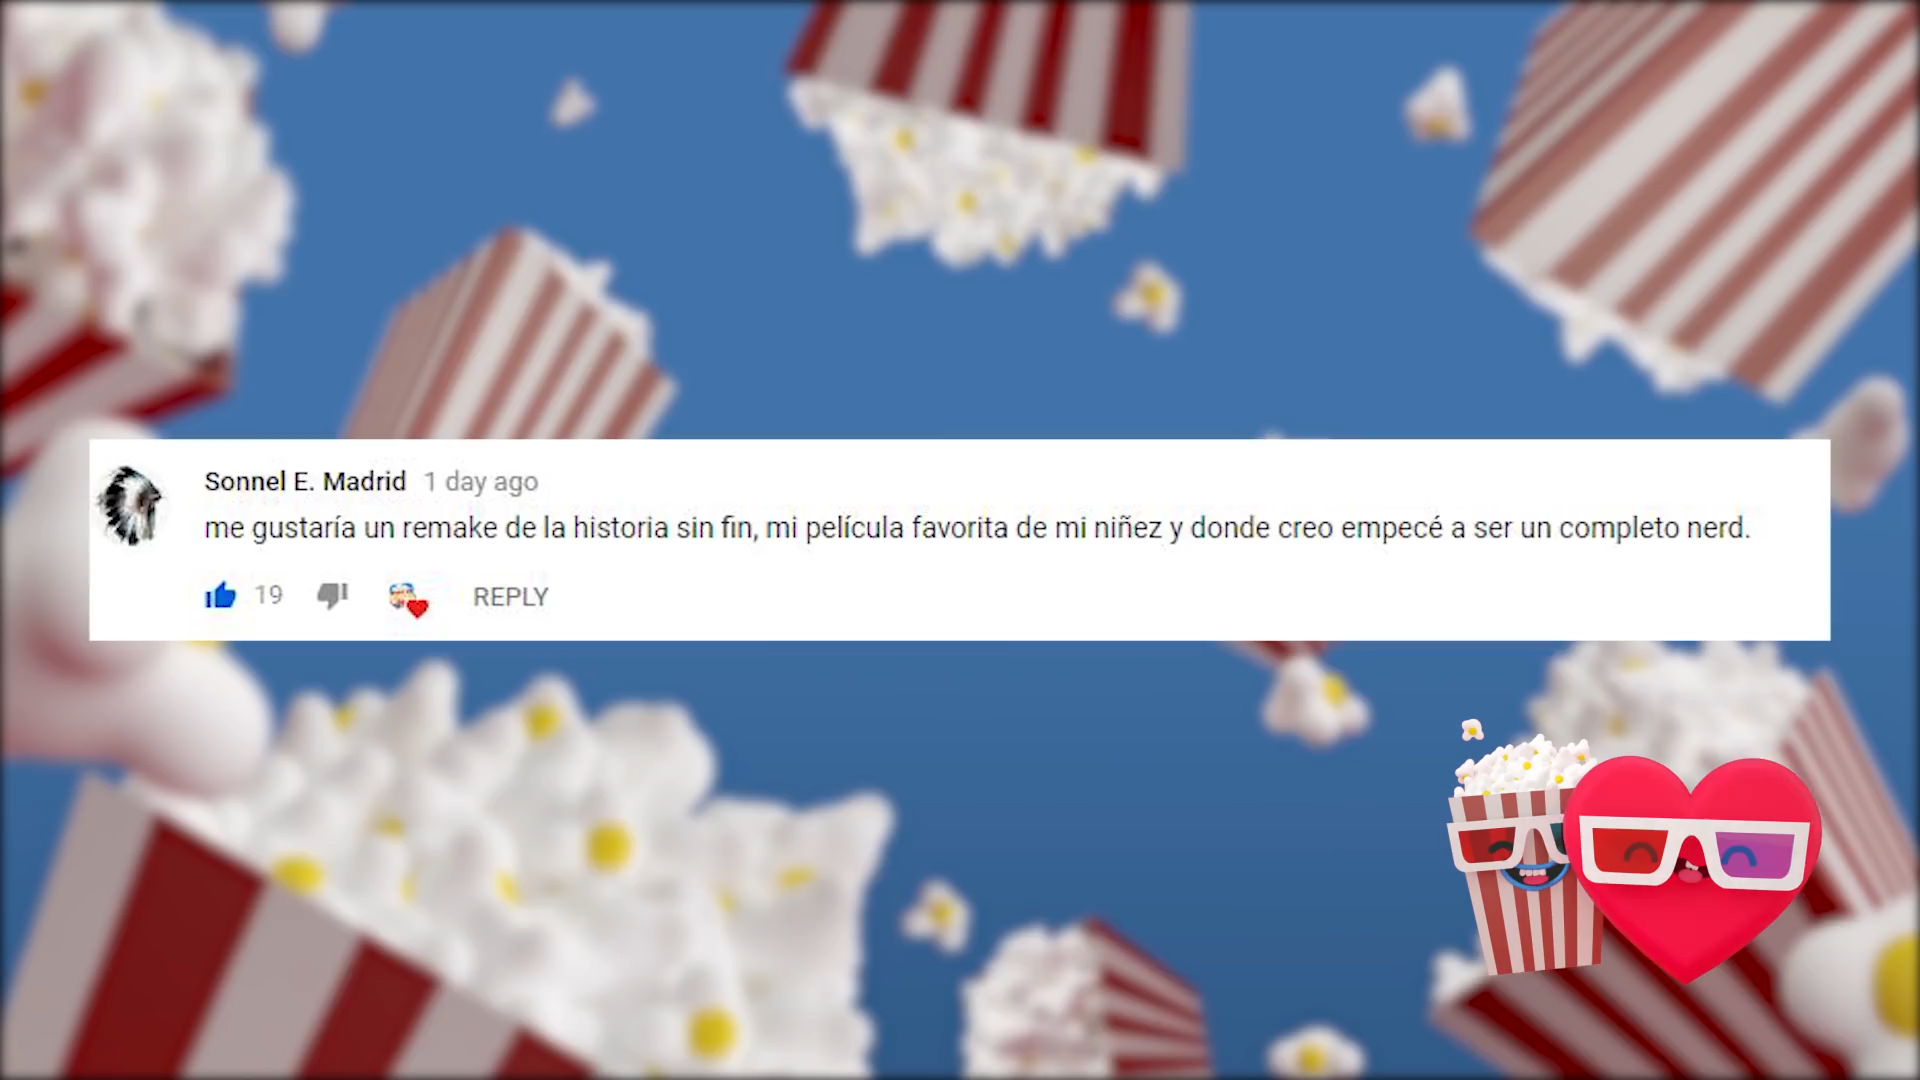 Sonnel E. Madrid 1 day ago
me gustaría un remake de la historia sin fin, mi película favorita de mi niñez y donde creo empecé a ser un completo nerd.
19 REPLY